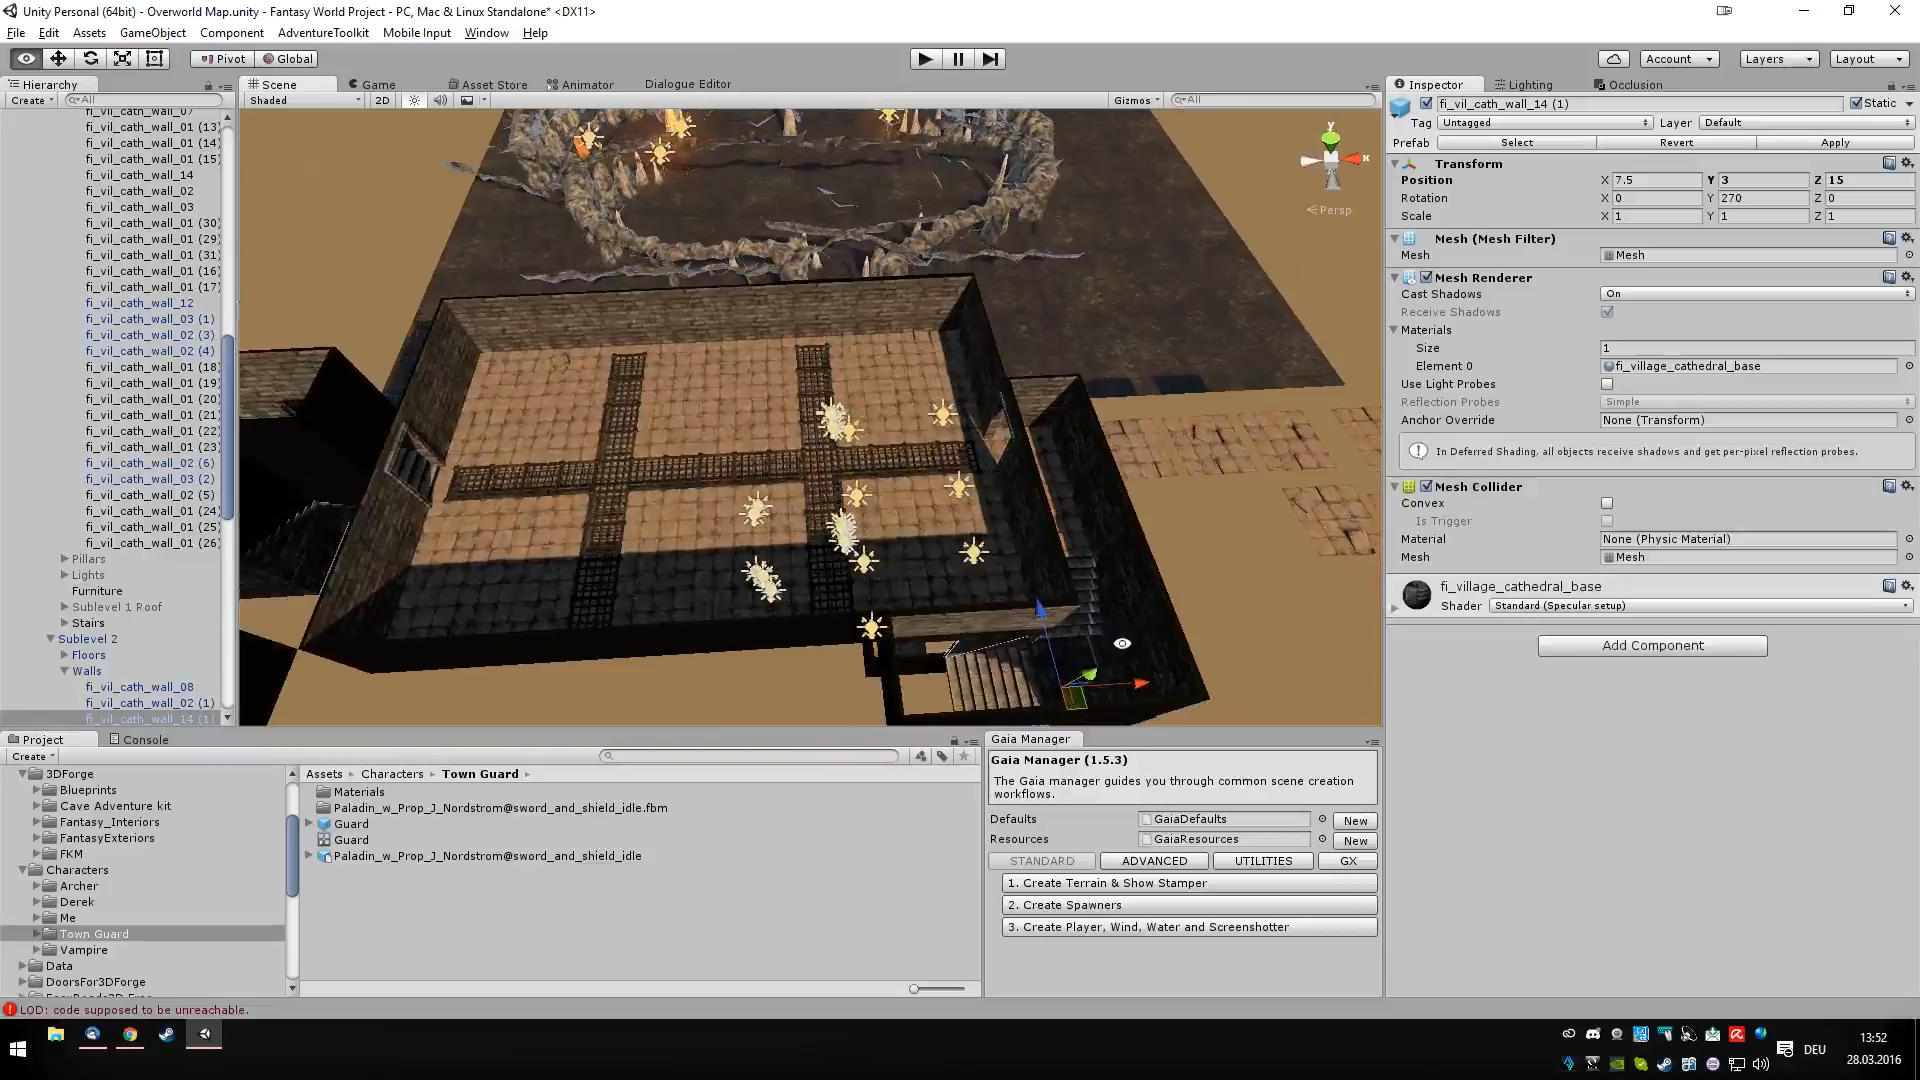 Unity Personal (64bit) - Overworld Map.unity - Fantasy World Project - PC, Mac & Linux Standalone* <DX11>
File Edit Assets GameObject Component AdventureToolkit Mobile Input Window Help
Pivot Global Account Layers Layout
Hierarchy
Create All
fi_vil_cath_wall_07
fi_vil_cath_wall_01 (13)
fi_vil_cath_wall_01 (14)
fi_vil_cath_wall_01 (15)
fi_vil_cath_wall_14
fi_vil_cath_wall_02
fi_vil_cath_wall_03
fi_vil_cath_wall_01 (30)
fi_vil_cath_wall_01 (29)
fi_vil_cath_wall_01 (31)
fi_vil_cath_wall_01 (16)
fi_vil_cath_wall_01 (17)
fi_vil_cath_wall_12
fi_vil_cath_wall_03 (1)
fi_vil_cath_wall_02 (3)
fi_vil_cath_wall_02 (4)
fi_vil_cath_wall_01 (18)
fi_vil_cath_wall_01 (19)
fi_vil_cath_wall_01 (20)
fi_vil_cath_wall_01 (21)
fi_vil_cath_wall_01 (22)
fi_vil_cath_wall_01 (23)
fi_vil_cath_wall_02 (6)
fi_vil_cath_wall_03 (2)
fi_vil_cath_wall_02 (5)
fi_vil_cath_wall_01 (24)
fi_vil_cath_wall_01 (25)
fi_vil_cath_wall_01 (26)
Pillars
Lights
Furniture
Sublevel 1 Roof
Stairs
Sublevel 2
Floors
Walls
fi_vil_cath_wall_08
fi_vil_cath_wall_02 (1)
fi_vil_cath_wall_14 (1)
Scene Game Asset Store Animator Dialogue Editor
Shaded 2D Gizmos All
y
x
Persp
Inspector Lighting Occlusion
fi_vil_cath_wall_14 (1) Static
Tag Untagged Layer Default
Prefab Select Revert Apply
Transform
Position X 7.5 Y 3 Z 15
Rotation X 0 Y 270 Z 0
Scale X 1 Y 1 Z 1
Mesh (Mesh Filter)
Mesh Mesh
Mesh Renderer
Cast Shadows On
Receive Shadows
Materials
Size 1
Element 0 fi_village_cathedral_base
Use Light Probes
Reflection Probes Simple
Anchor Override None (Transform)
In Deferred Shading, all objects receive shadows and get per-pixel reflection probes.
Mesh Collider
Convex
Is Trigger
Material None (Physic Material)
Mesh Mesh
fi_village_cathedral_base
Shader Standard (Specular setup)
Add Component
Project Console
Create
3DForge
Blueprints
Cave Adventure kit
Fantasy_Interiors
FantasyExteriors
FKM
Characters
Archer
Derek
Me
Town Guard
Vampire
Data
DoorsFor3DForge
Assets Characters Town Guard
Materials
Paladin_w_Prop_J_Nordstrom@sword_and_shield_idle.fbm
Guard
Guard
Paladin_w_Prop_J_Nordstrom@sword_and_shield_idle
Gaia Manager
Gaia Manager (1.5.3)
The Gaia manager guides you through common scene creation
workflows.
Defaults GaiaDefaults New
Resources GaiaResources New
STANDARD ADVANCED UTILITIES GX
1. Create Terrain & Show Stamper
2. Create Spawners
3. Create Player, Wind, Water and Screenshotter
LOD: code supposed to be unreachable.
DEU
13:52
28.03.2016